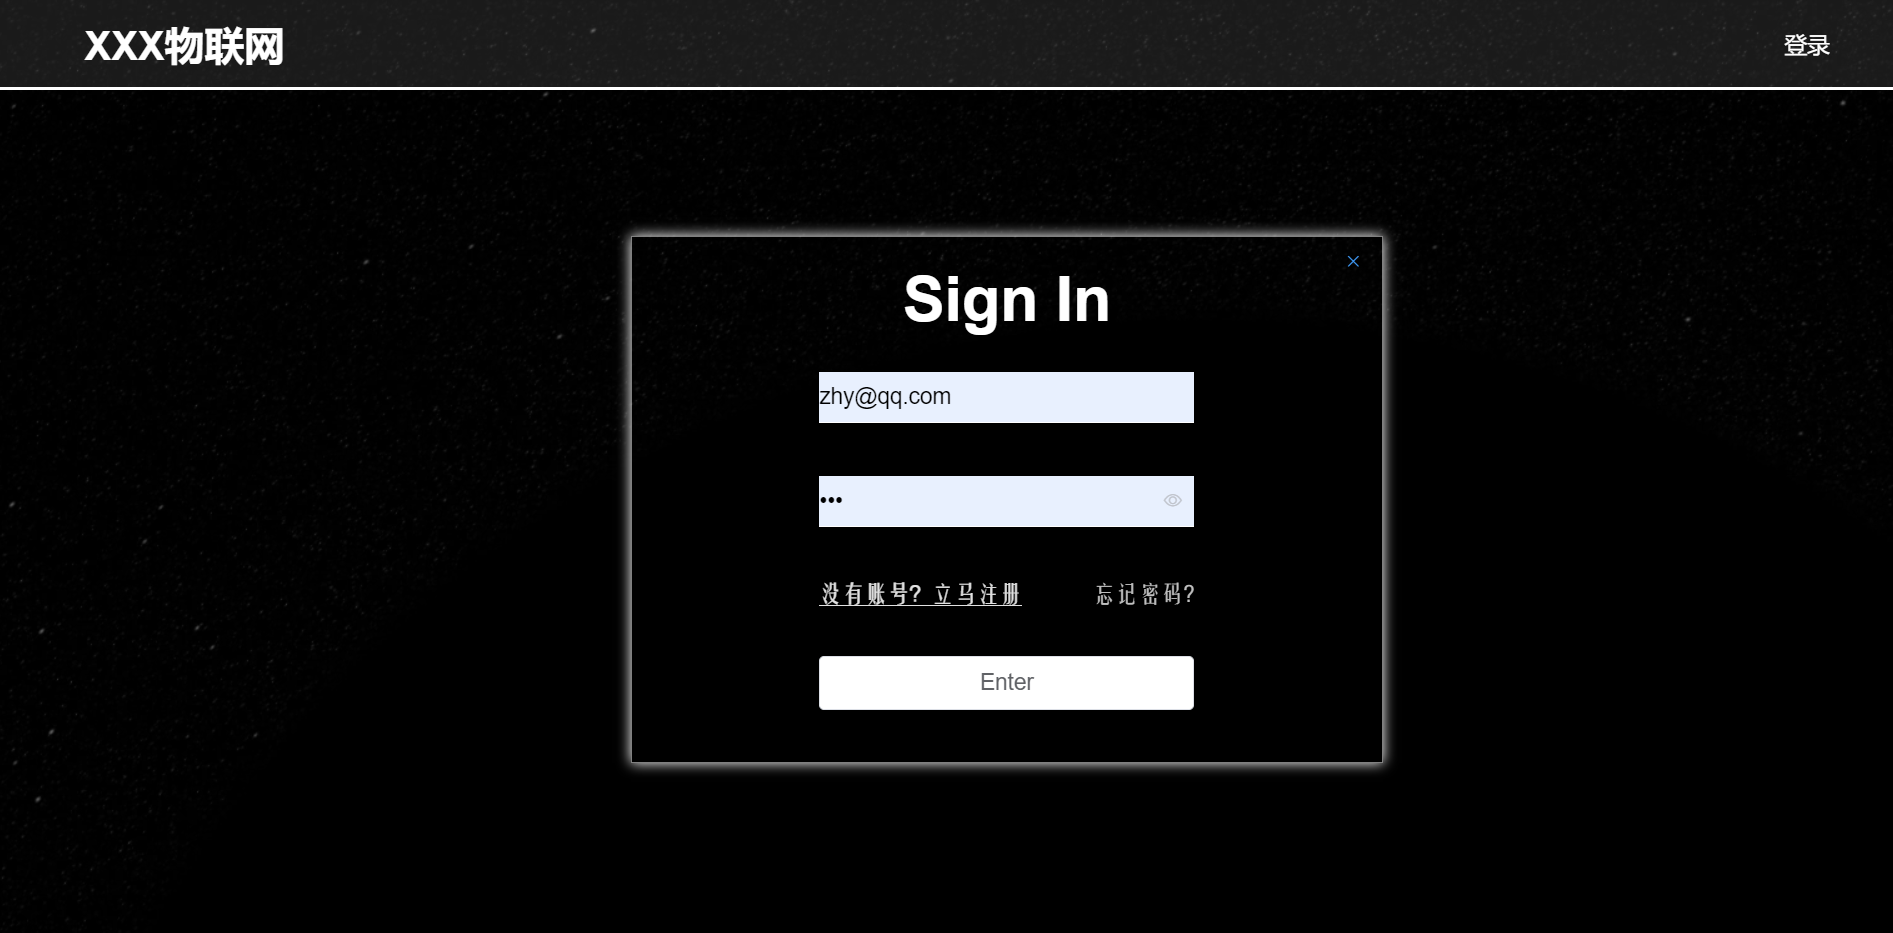 XXX物联网
登录
Sign In
zhy@qq.com
•••
没有账号? 立马注册
忘记密码?
Enter